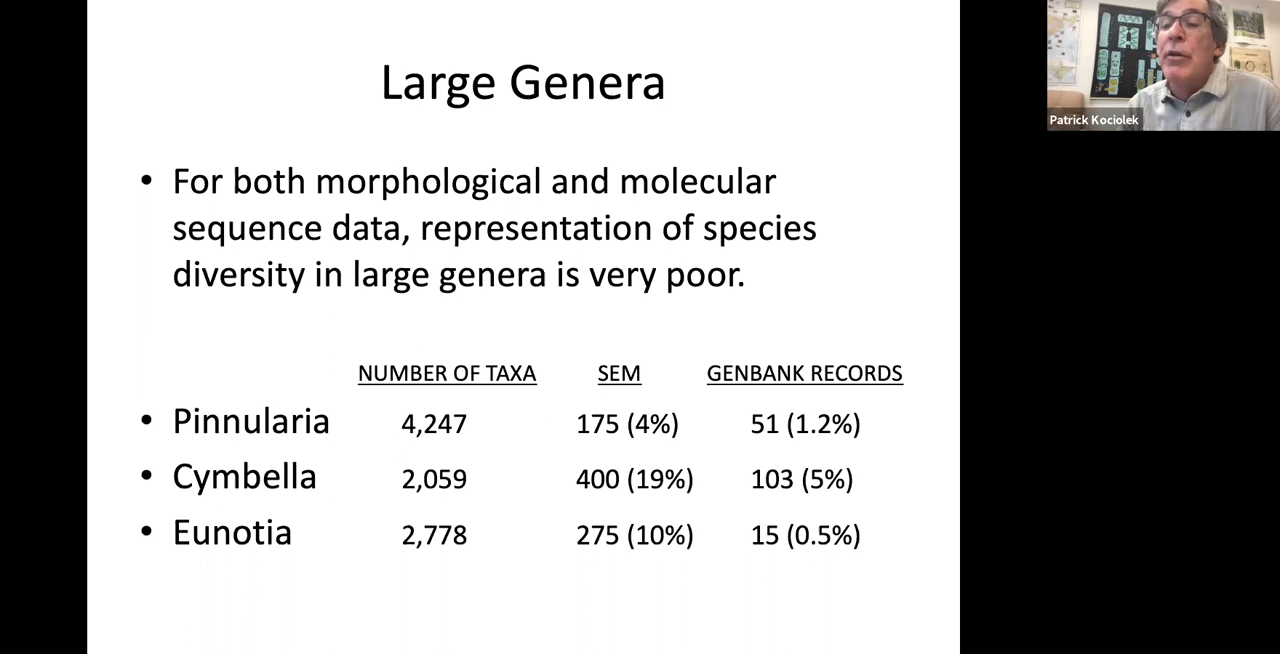 Large Genera
• For both morphological and molecular
sequence data, representation of species
diversity in large genera is very poor.
NUMBER OF TAXA SEM GENBANK RECORDS
• Pinnularia 4,247 175 (4%) 51 (1.2%)
• Cymbella 2,059 400 (19%) 103 (5%)
• Eunotia 2,778 275 (10%) 15 (0.5%)
Patrick Kociolek